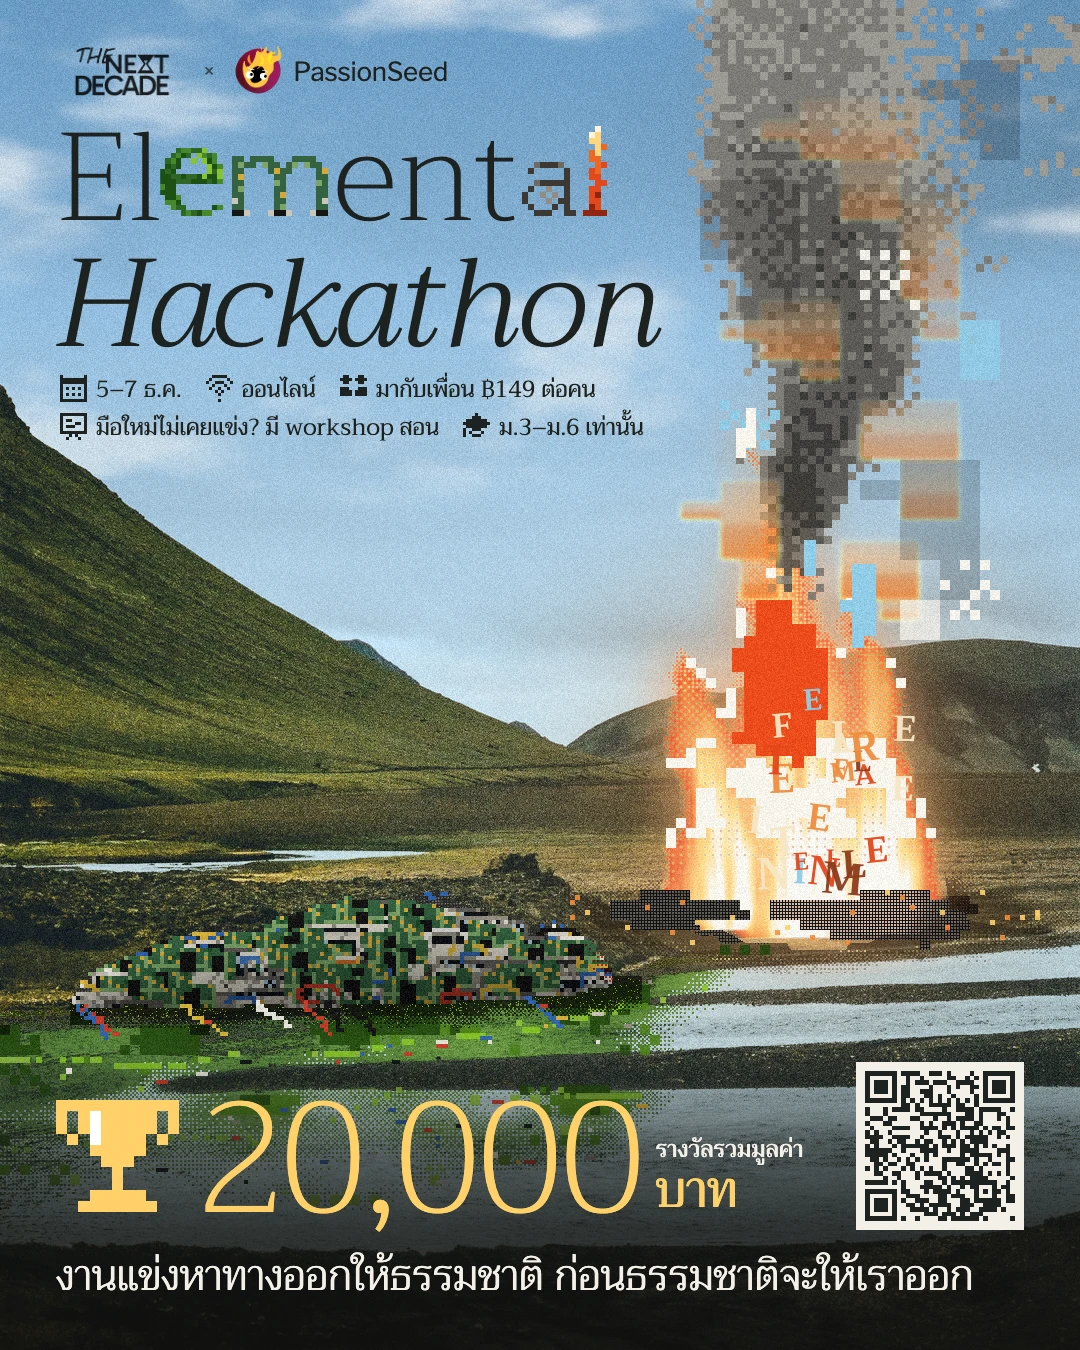 THE NEXT DECADE × PassionSeed
Elemental
Hackathon
5–7 ธ.ค. ออนไลน์ มากับเพื่อน ฿149 ต่อคน
มือใหม่ไม่เคยแข่ง? มี workshop สอน ม.3–ม.6 เท่านั้น
E
F
E
R
E
M
A
E
E
E
N
E
20,000 รางวัลรวมมูลค่า บาท
งานแข่งหาทางออกให้ธรรมชาติ ก่อนธรรมชาติจะให้เราออก